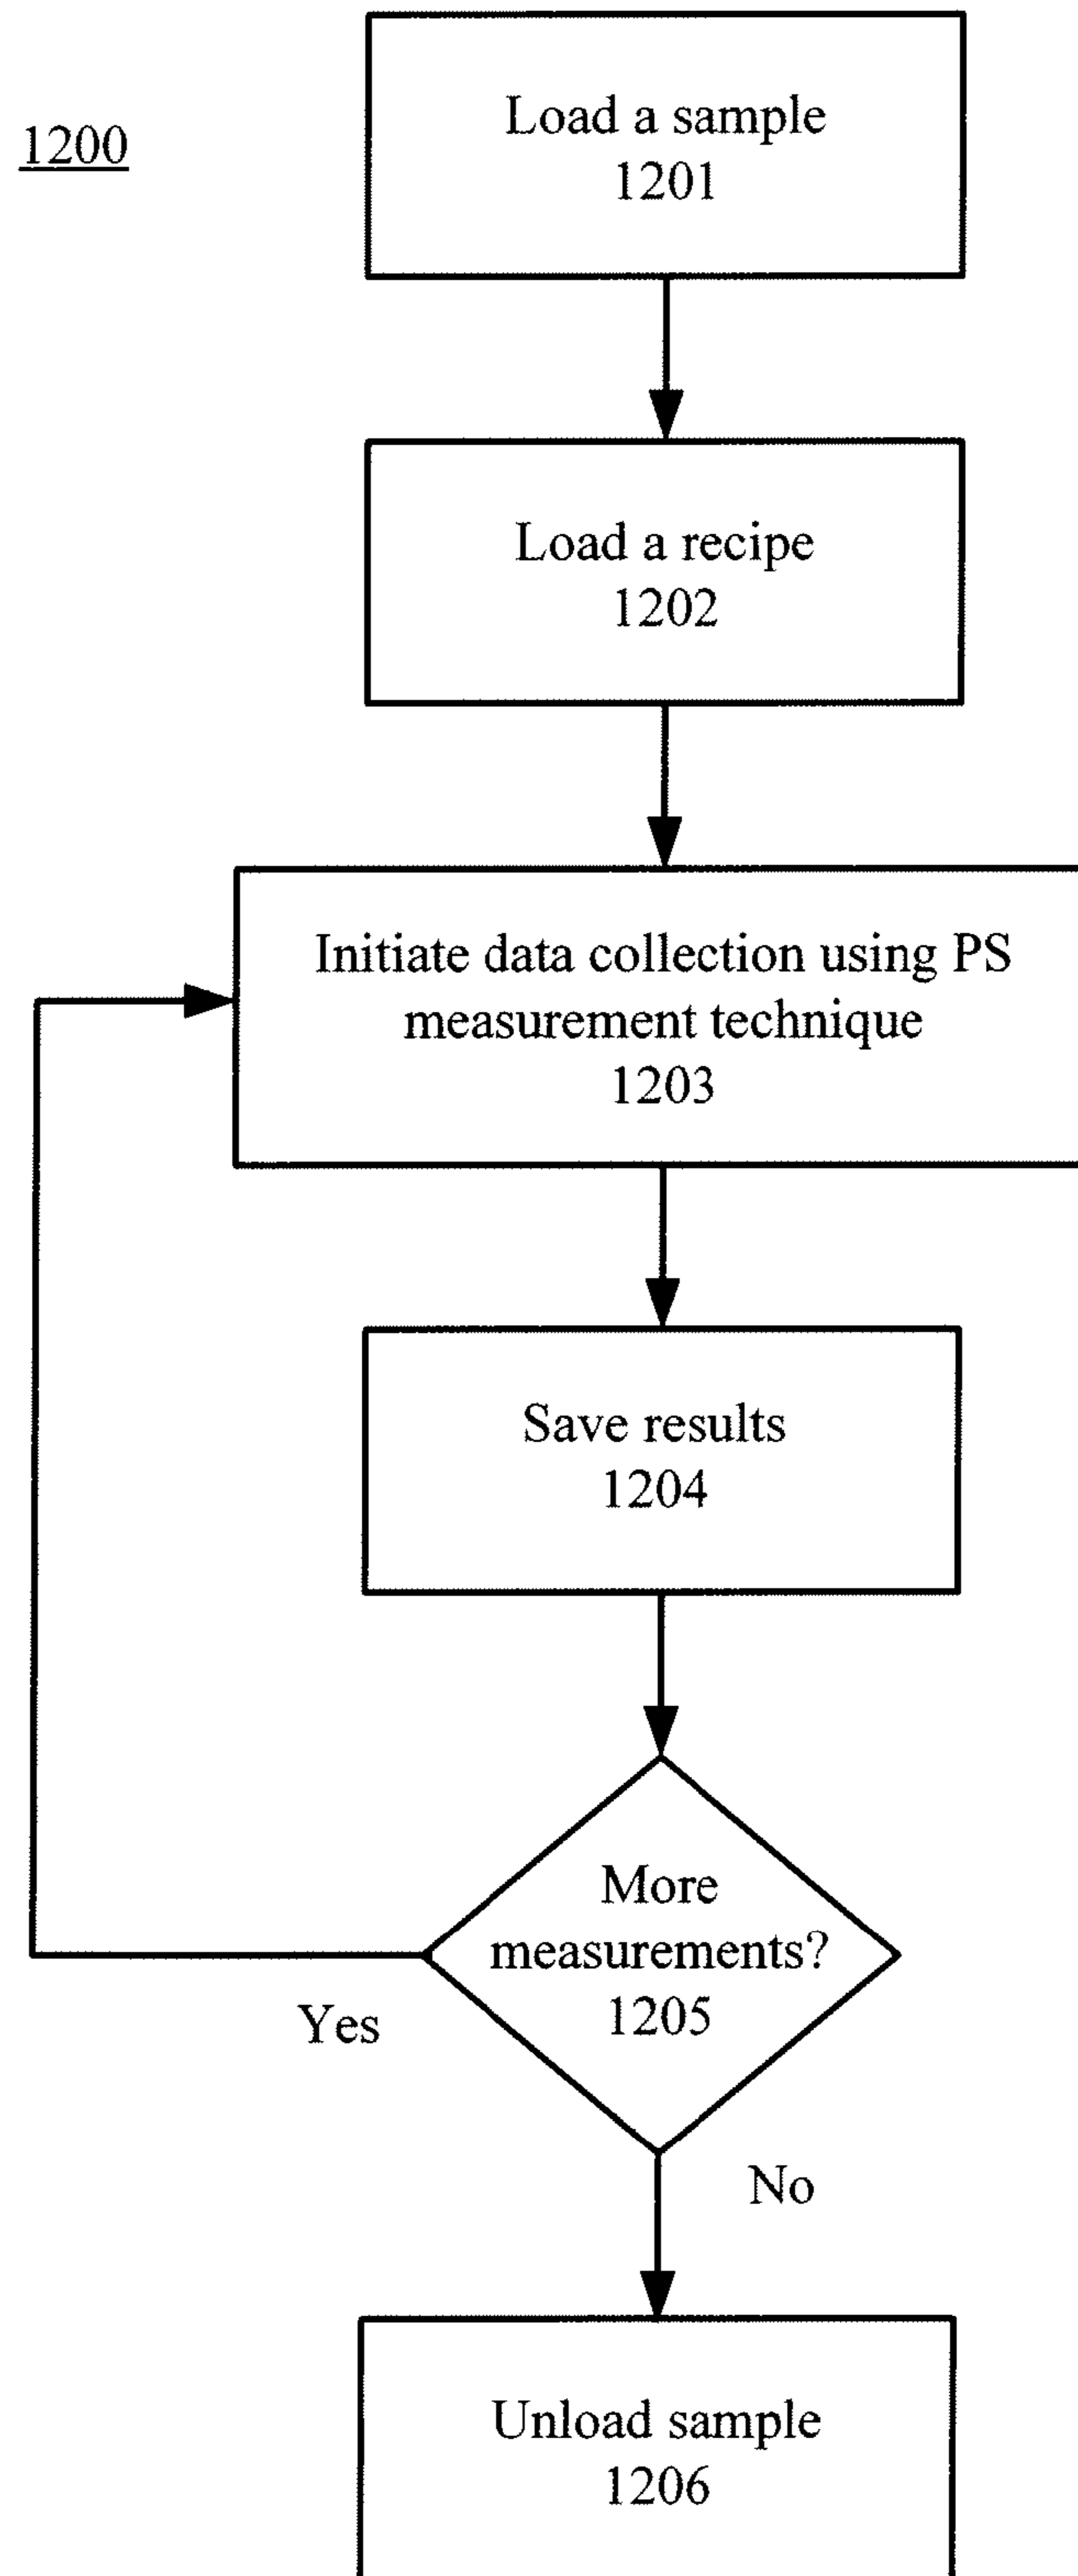 1200
Load a sample
1201
Load a recipe
1202
Initiate data collection using PS
measurement technique
1203
Save results
1204
More
measurements?
1205
Yes
No
Unload sample
1206